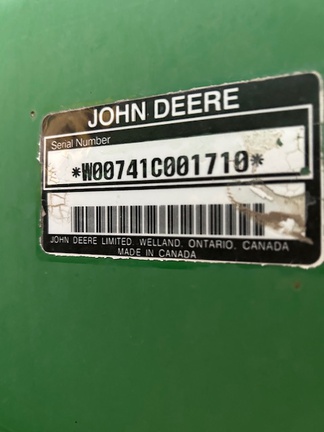 JOHN DEERE
Serial Number
*W00741C001710*
JOHN DEERE LIMITED, WELLAND, ONTARIO, CANADA
MADE IN CANADA